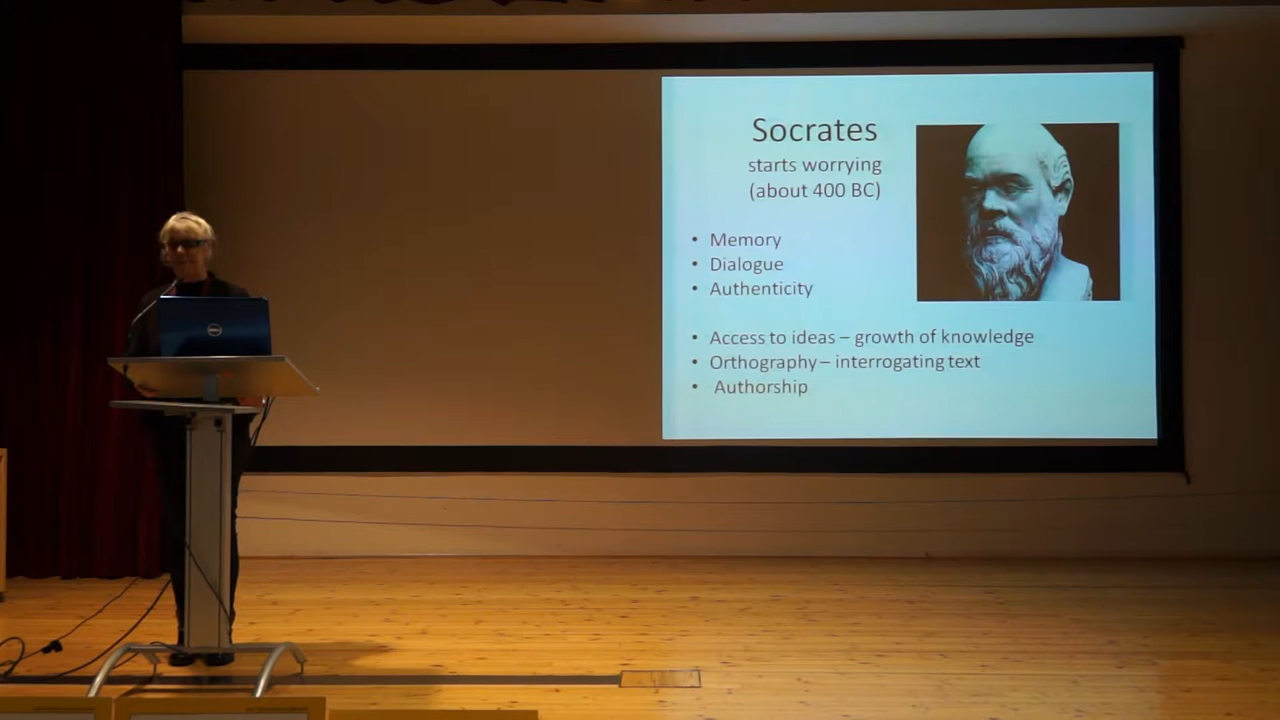 Socrates
starts worrying
(about 400 BC)
• Memory
• Dialogue
• Authenticity
• Access to ideas – growth of knowledge
• Orthography – interrogating text
• Authorship
DELL